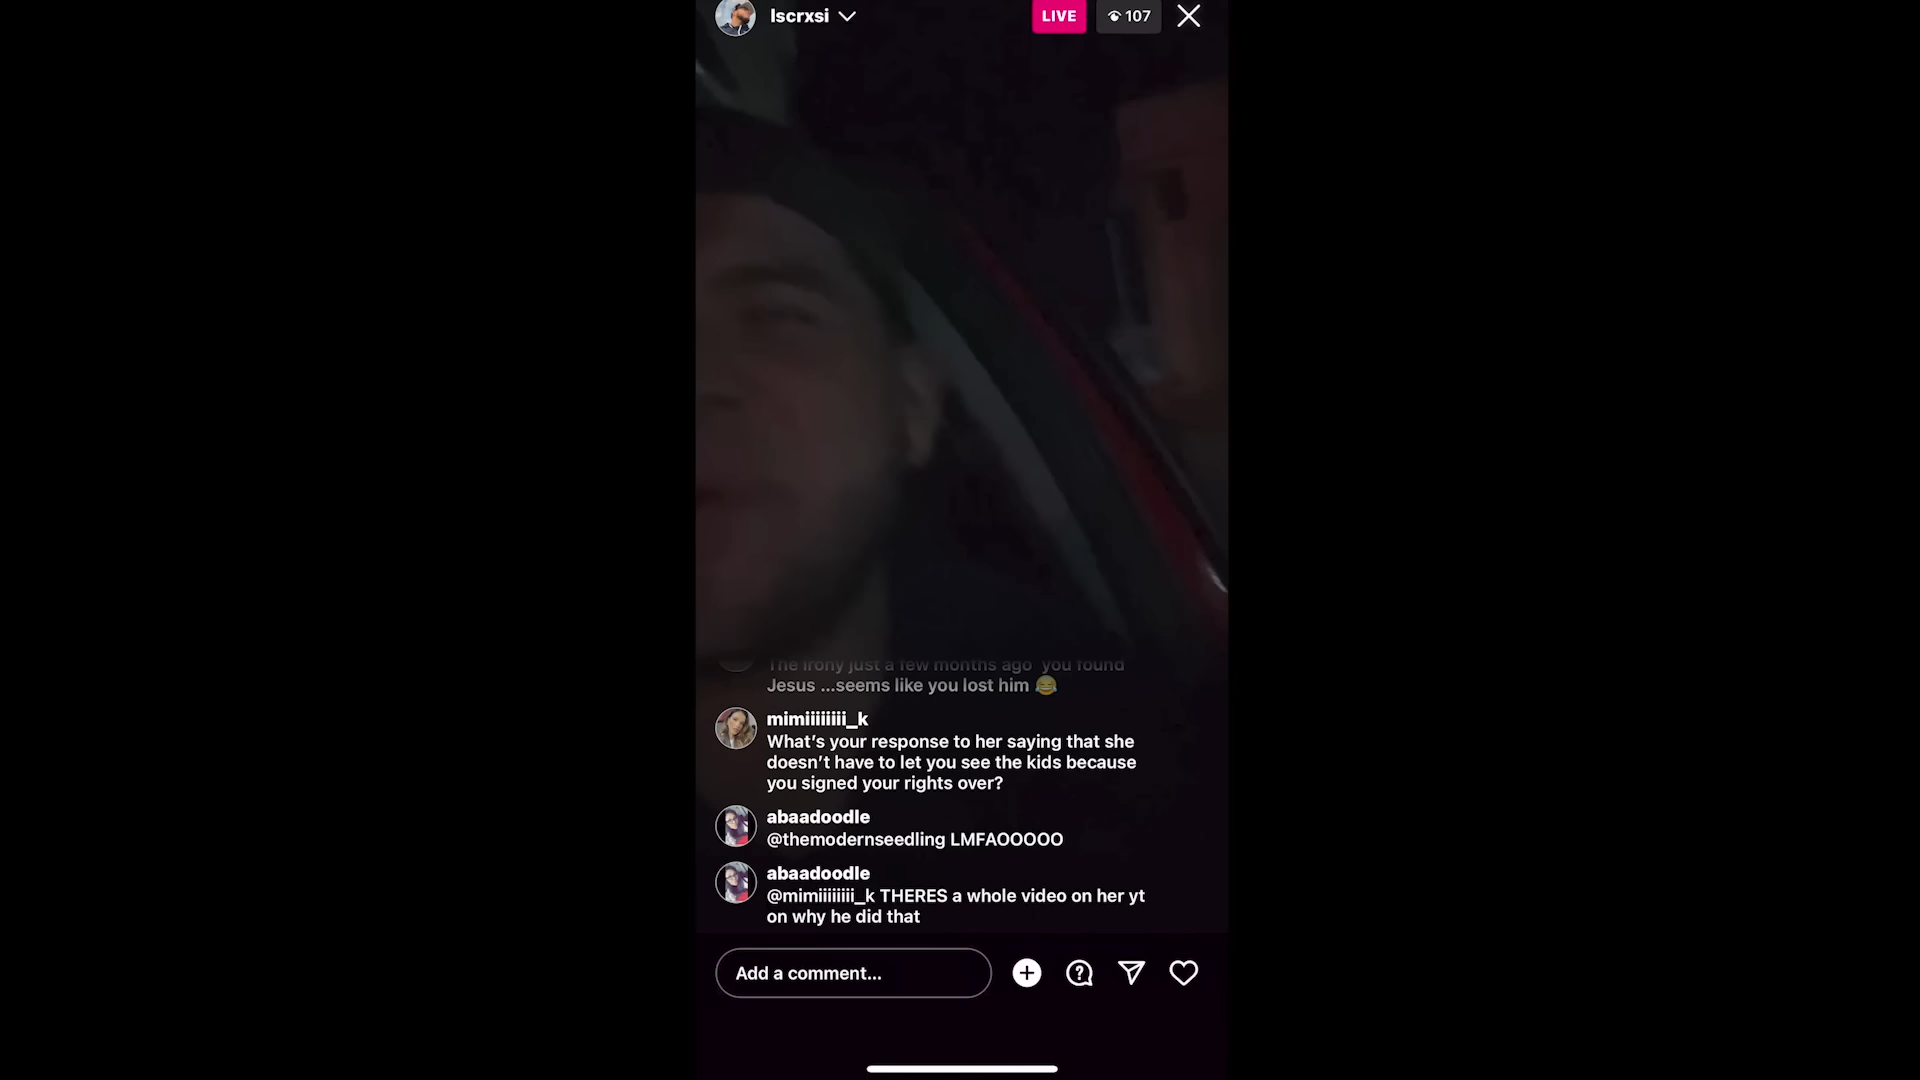 lscrxsi
LIVE
107
The irony just a few months ago you found
Jesus ...seems like you lost him 😂
mimiiiiiiiii_k
What's your response to her saying that she
doesn't have to let you see the kids because
you signed your rights over?
abaadoodle
@themodernseedling LMFAOOOOO
abaadoodle
@mimiiiiiiiii_k THERES a whole video on her yt
on why he did that
Add a comment...